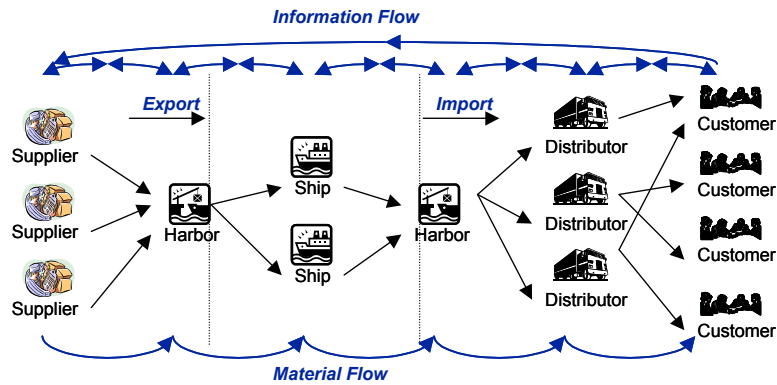 Information Flow
Export
Import
Supplier
Supplier
Supplier
Harbor
Ship
Ship
Harbor
Distributor
Distributor
Distributor
Customer
Customer
Customer
Customer
Material Flow